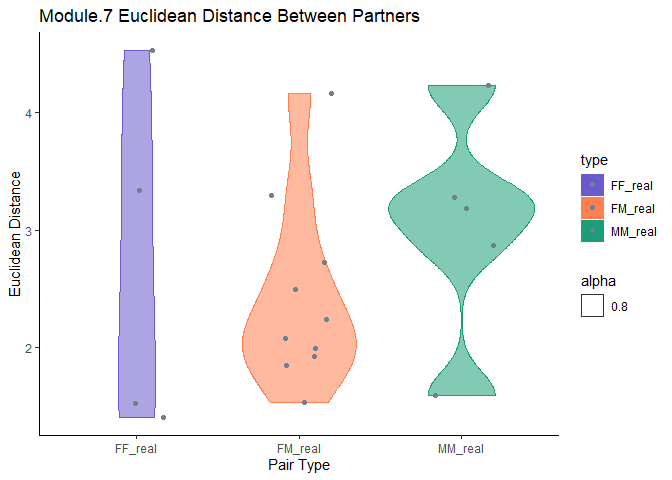 Module.7 Euclidean Distance Between Partners
Euclidean Distance
4
3
2
FF_real
FM_real
MM_real
Pair Type
type
FF_real
FM_real
MM_real
alpha
0.8